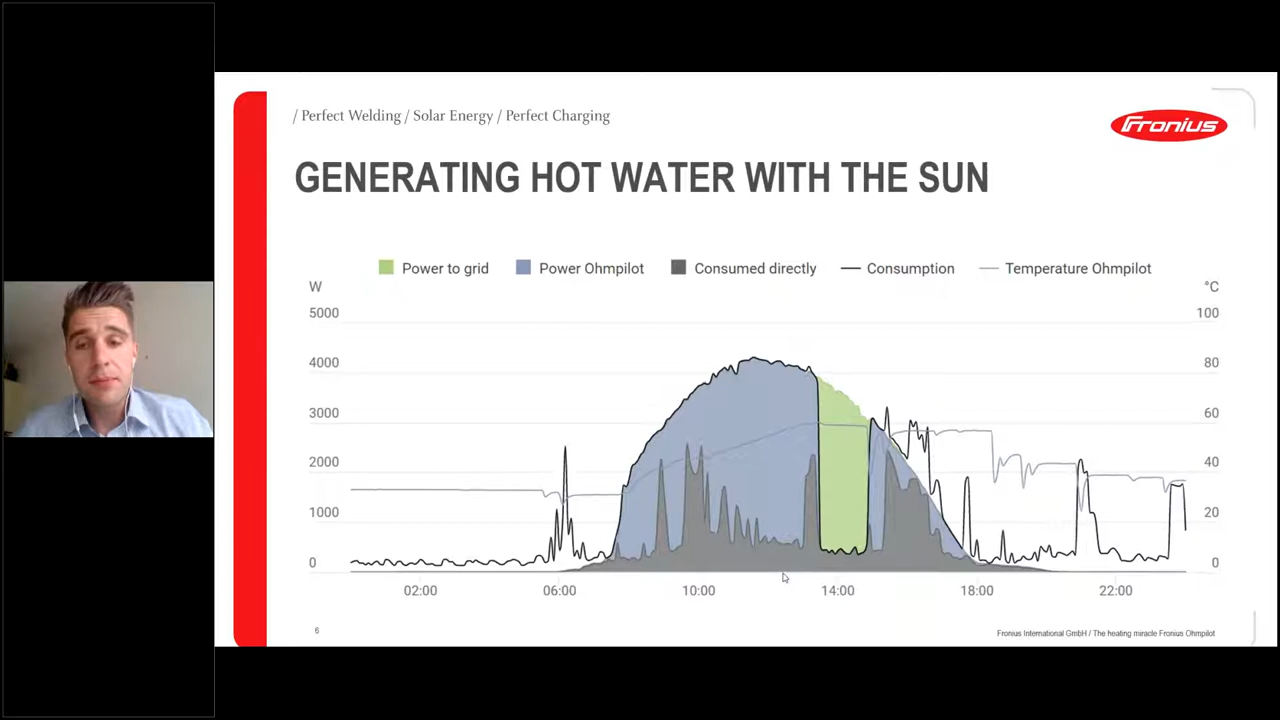 / Perfect Welding / Solar Energy / Perfect Charging
Fronius
GENERATING HOT WATER WITH THE SUN
Power to grid Power Ohmpilot Consumed directly Consumption Temperature Ohmpilot
W °C
5000 100
4000 80
3000 60
2000 40
1000 20
0 0
02:00 06:00 10:00 14:00 18:00 22:00
6
Fronius International GmbH / The heating miracle Fronius Ohmpilot